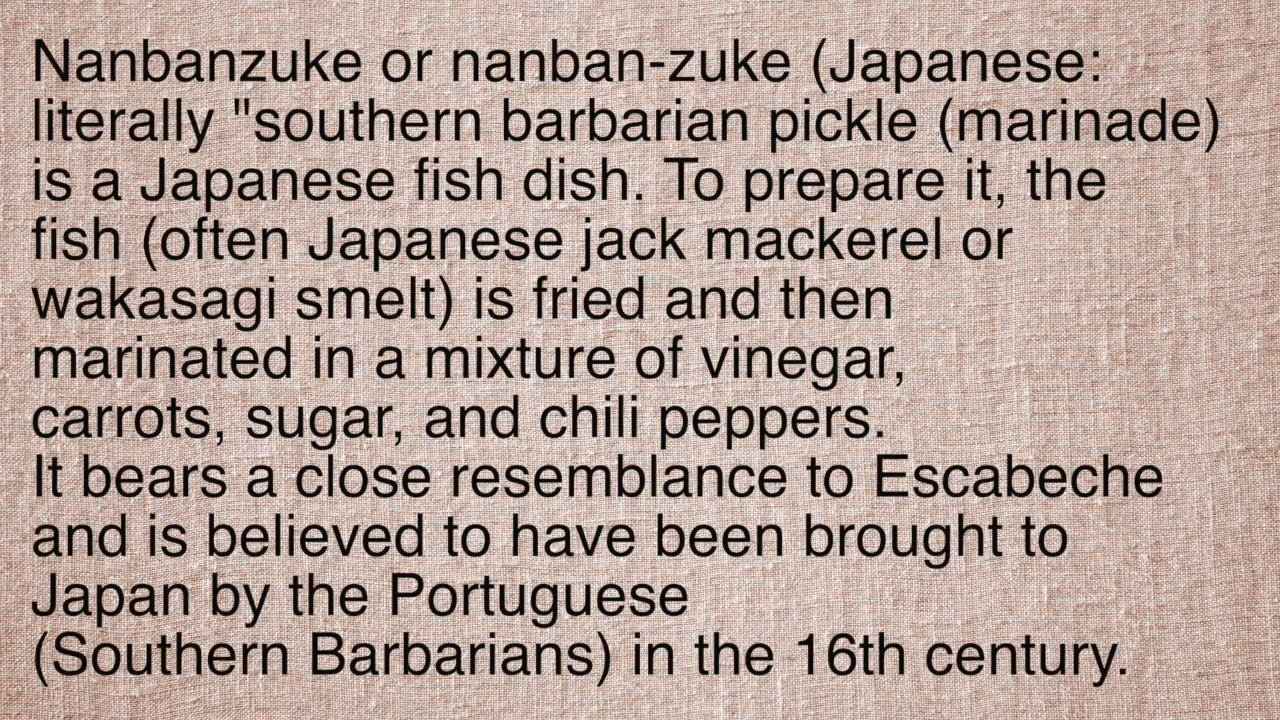 Nanbanzuke or nanban-zuke (Japanese:
literally "southern barbarian pickle (marinade)
is a Japanese fish dish. To prepare it, the
fish (often Japanese jack mackerel or
wakasagi smelt) is fried and then
marinated in a mixture of vinegar,
carrots, sugar, and chili peppers.
It bears a close resemblance to Escabeche
and is believed to have been brought to
Japan by the Portuguese
(Southern Barbarians) in the 16th century.